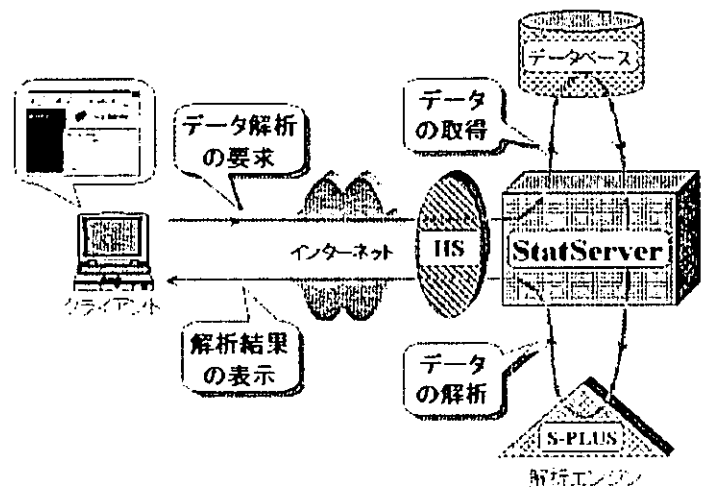 データベース
データ
の取得
データ解析
の要求
インターネット
IIS
StatServer
クライアント
解析結果
の表示
データ
の解析
S-PLUS
解析エンジン